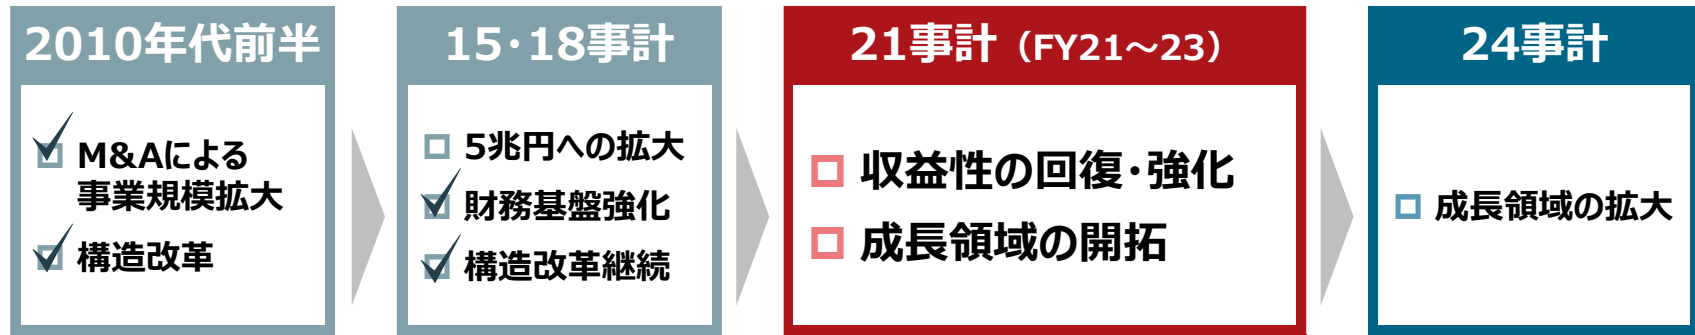 2010年代前半
M&Aによる
事業規模拡大
構造改革
15・18事計
5兆円への拡大
財務基盤強化
構造改革継続
21事計（FY21～23）
収益性の回復・強化
成長領域の開拓
24事計
成長領域の拡大